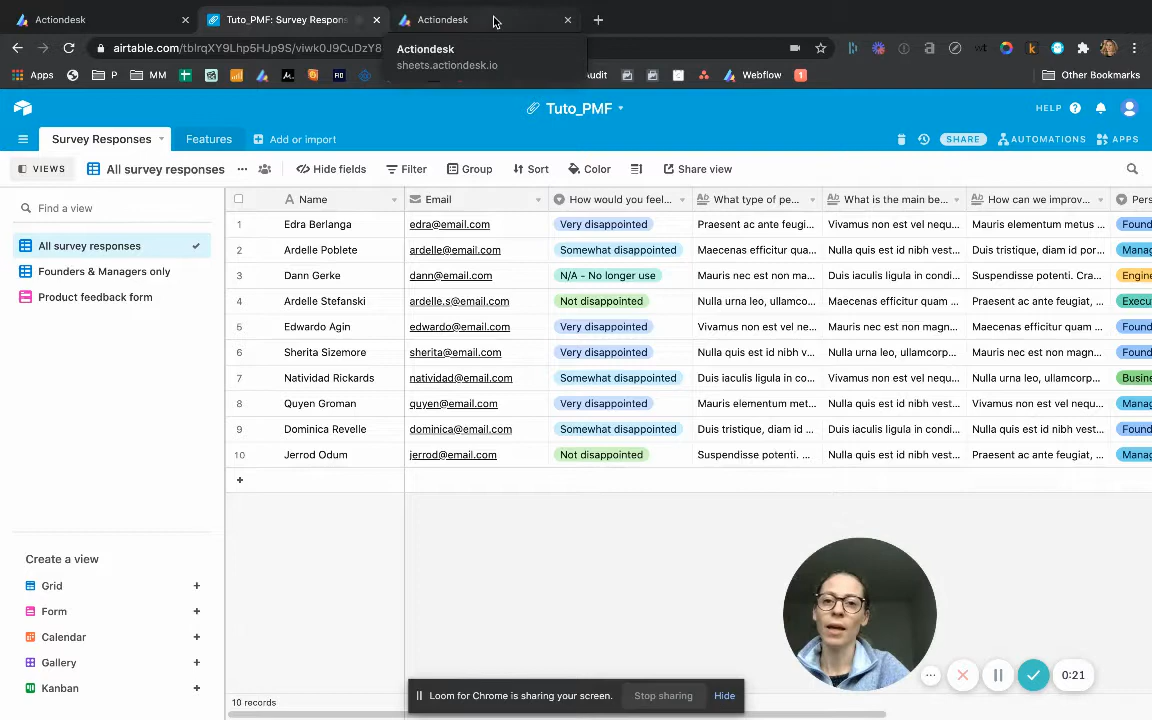 Actiondesk
Tuto_PMF: Survey Respons
Actiondesk
airtable.com/tblrqXY9Lhp5HJp9S/viwk0J9CuDzY8
Actiondesk
sheets.actiondesk.io
Apps
P
MM
udit
Webflow
1
Other Bookmarks
Tuto_PMF
HELP
Survey Responses
Features
Add or import
SHARE
AUTOMATIONS
APPS
VIEWS
All survey responses
Hide fields
Filter
Group
Sort
Color
Share view
Find a view
All survey responses
Founders & Managers only
Product feedback form
Name Email How would you feel... What type of pe... What is the main be... How can we improv... Pers
1 Edra Berlanga edra@email.com Very disappointed Praesent ac ante feugi... Vivamus non est vel neque... Mauris elementum metus ... Found
2 Ardelle Poblete ardelle@email.com Somewhat disappointed Maecenas efficitur qua... Nulla quis est id nibh vest... Duis tristique, diam id por... Manag
3 Dann Gerke dann@email.com N/A - No longer use Mauris nec est non ma... Duis iaculis ligula in condi... Suspendisse potenti. Cra... Engine
4 Ardelle Stefanski ardelle.s@email.com Not disappointed Nulla urna leo, ullamco... Maecenas efficitur quam ... Praesent ac ante feugiat, ... Execu
5 Edwardo Agin edwardo@email.com Very disappointed Vivamus non est vel ne... Mauris nec est non magn... Maecenas efficitur quam ... Found
6 Sherita Sizemore sherita@email.com Very disappointed Nulla quis est id nibh v... Nulla urna leo, ullamcorp... Mauris nec est non magn... Found
7 Natividad Rickards natividad@email.com Somewhat disappointed Duis iaculis ligula in co... Vivamus non est vel nequ... Nulla urna leo, ullamcorp... Busine
8 Quyen Groman quyen@email.com Very disappointed Mauris elementum met... Nulla quis est id nibh vest... Vivamus non est vel nequ... Manag
9 Dominica Revelle dominica@email.com Somewhat disappointed Duis tristique, diam id ... Duis iaculis ligula in condi... Nulla quis est id nibh vest... Found
10 Jerrod Odum jerrod@email.com Not disappointed Suspendisse potenti. ... Nulla quis est id nibh vest... Praesent ac ante feugiat, ... Manag
+
Create a view
Grid +
Form +
Calendar +
Gallery +
Kanban +
Loom for Chrome is sharing your screen.
Stop sharing
Hide
0:21
10 records